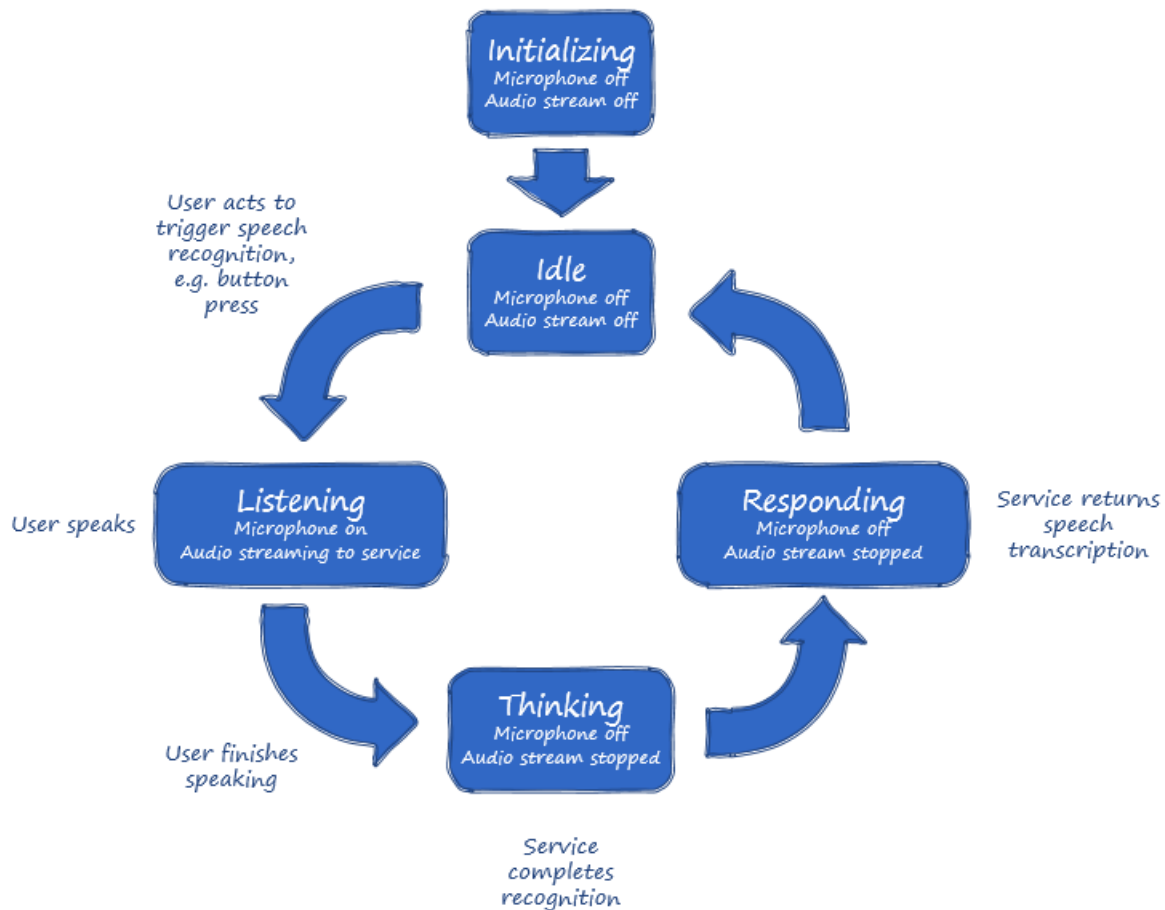 Initializing
Microphone off
Audio stream off
User acts to
trigger speech
recognition,
e.g. button
press
Idle
Microphone off
Audio stream off
User speaks
Listening
Microphone on
Audio streaming to service
Responding
Microphone off
Audio stream stopped
Service returns
speech
transcription
User finishes
speaking
Thinking
Microphone off
Audio stream stopped
Service
completes
recognition